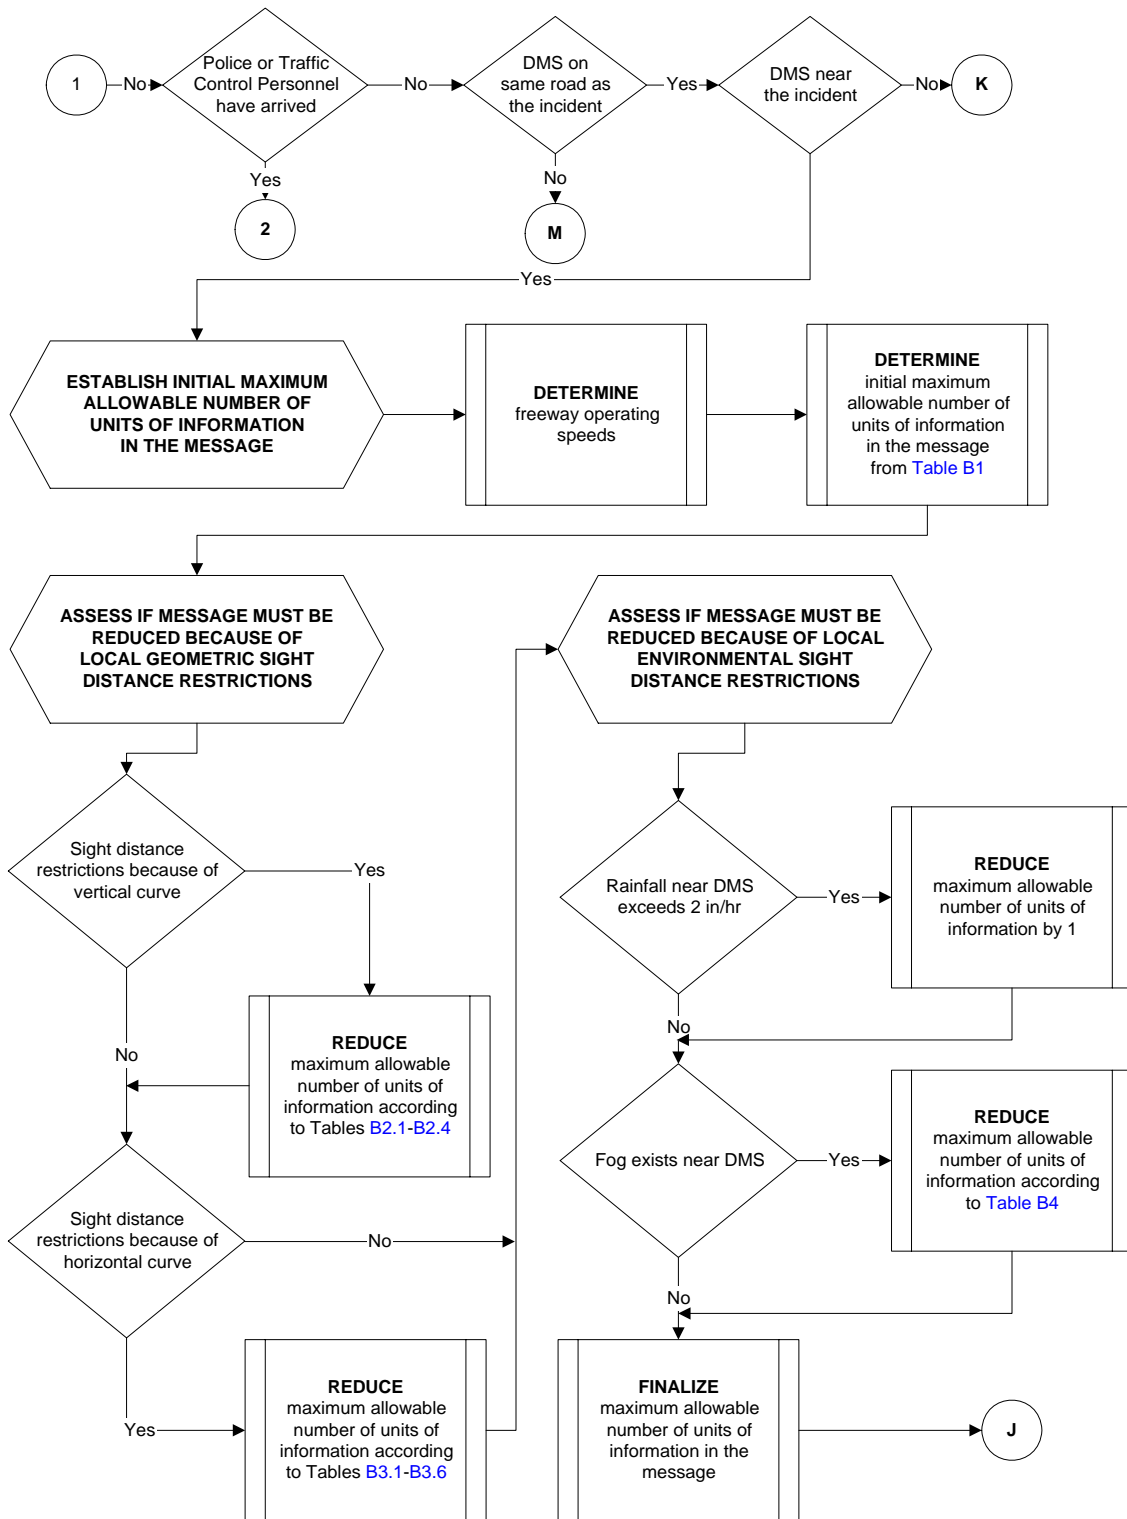 1
No
Police or Traffic
Control Personnel
have arrived
No
DMS on
same road as
the incident
Yes
DMS near
the incident
No
K
Yes
2
No
M
Yes
ESTABLISH INITIAL MAXIMUM
ALLOWABLE NUMBER OF
UNITS OF INFORMATION
IN THE MESSAGE
DETERMINE
freeway operating
speeds
DETERMINE
initial maximum
allowable number of
units of information
in the message
from Table B1
ASSESS IF MESSAGE MUST BE
REDUCED BECAUSE OF
LOCAL GEOMETRIC SIGHT
DISTANCE RESTRICTIONS
ASSESS IF MESSAGE MUST BE
REDUCED BECAUSE OF LOCAL
ENVIRONMENTAL SIGHT
DISTANCE RESTRICTIONS
Sight distance
restrictions because of
vertical curve
Yes
No
REDUCE
maximum allowable
number of units of
information according
to Tables B2.1-B2.4
Sight distance
restrictions because of
horizontal curve
No
Yes
REDUCE
maximum allowable
number of units of
information according
to Tables B3.1-B3.6
Rainfall near DMS
exceeds 2 in/hr
Yes
REDUCE
maximum allowable
number of units of
information by 1
No
Fog exists near DMS
Yes
REDUCE
maximum allowable
number of units of
information according
to Table B4
No
FINALIZE
maximum allowable
number of units of
information in the
message
J